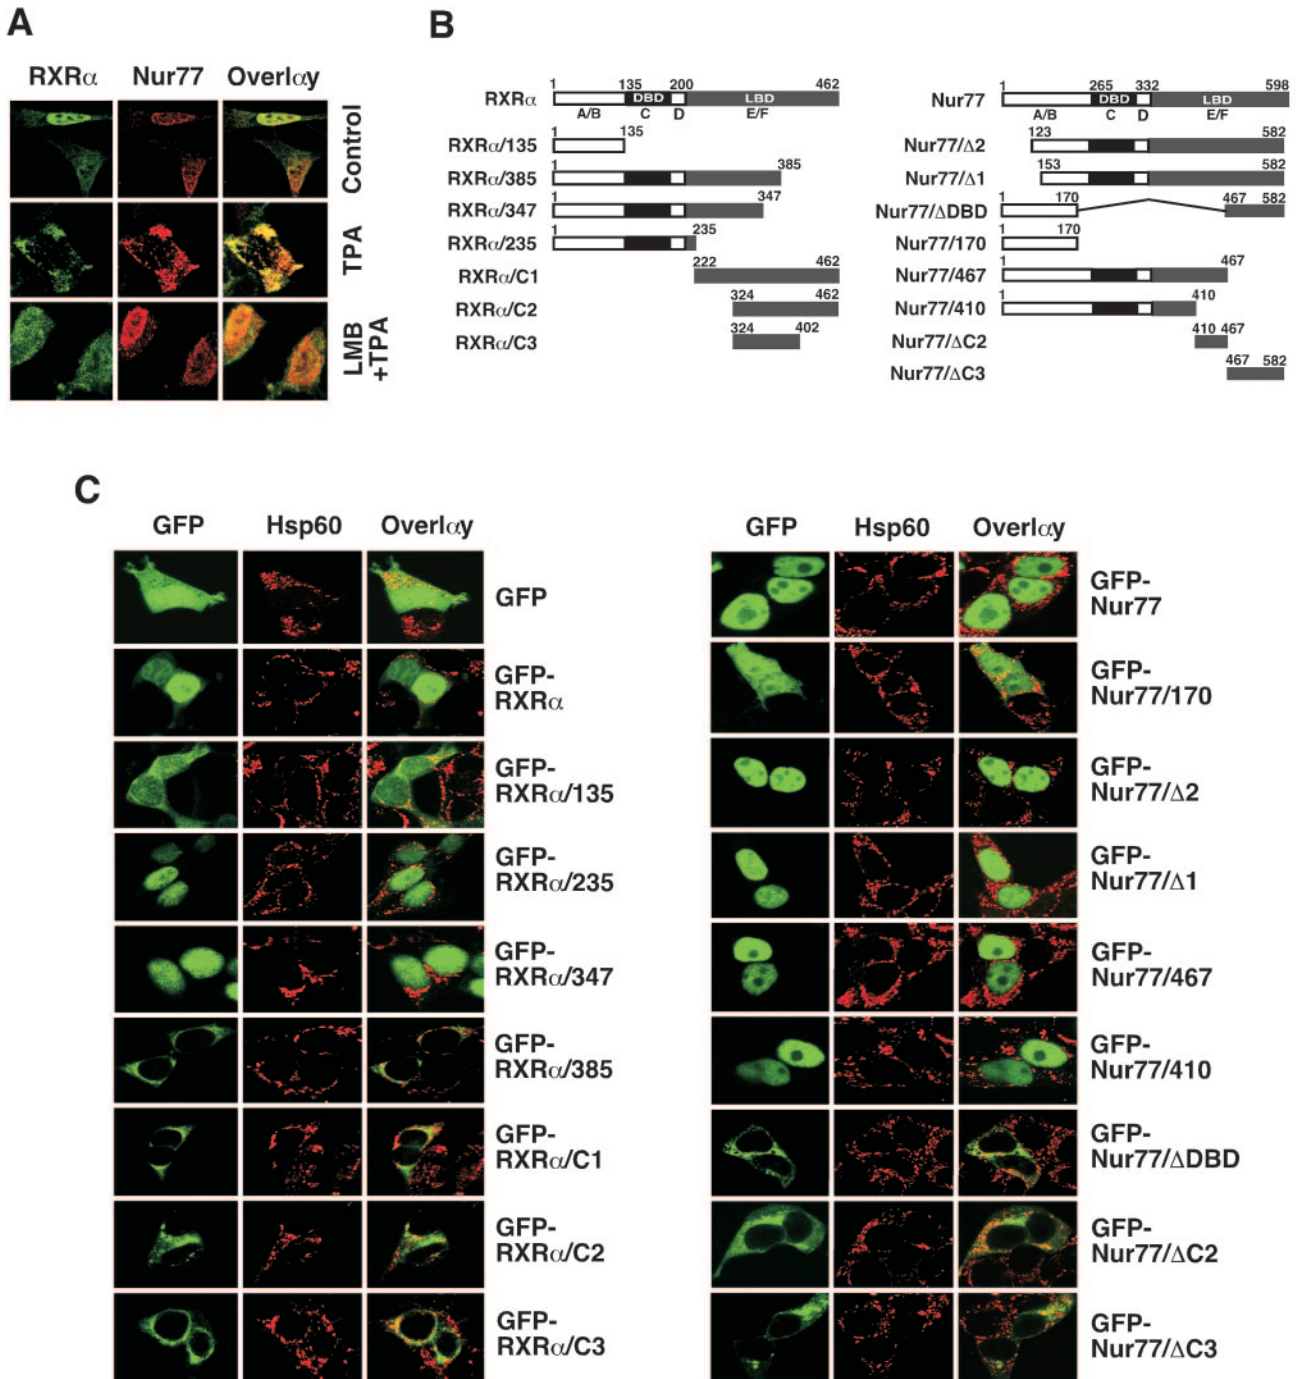 A
RXRα Nur77 Overlαy
Control
TPA
LMB
+TPA
B
1 135 200 462
RXRα DBD LBD
A/B C D E/F
1 135
RXRα/135
1 385
RXRα/385
1 347
RXRα/347
1 235
RXRα/235
222 462
RXRα/C1
324 462
RXRα/C2
324 402
RXRα/C3
1 265 332 598
Nur77 DBD LBD
A/B C D E/F
123 582
Nur77/Δ2
153 582
Nur77/Δ1
1 170 467 582
Nur77/ΔDBD
1 170
Nur77/170
1 467
Nur77/467
1 410
Nur77/410
410 467
Nur77/ΔC2
467 582
Nur77/ΔC3
C
GFP Hsp60 Overlαy
GFP
GFP-
RXRα
GFP-
RXRα/135
GFP-
RXRα/235
GFP-
RXRα/347
GFP-
RXRα/385
GFP-
RXRα/C1
GFP-
RXRα/C2
GFP-
RXRα/C3
GFP Hsp60 Overlαy
GFP-
Nur77
GFP-
Nur77/170
GFP-
Nur77/Δ2
GFP-
Nur77/Δ1
GFP-
Nur77/467
GFP-
Nur77/410
GFP-
Nur77/ΔDBD
GFP-
Nur77/ΔC2
GFP-
Nur77/ΔC3